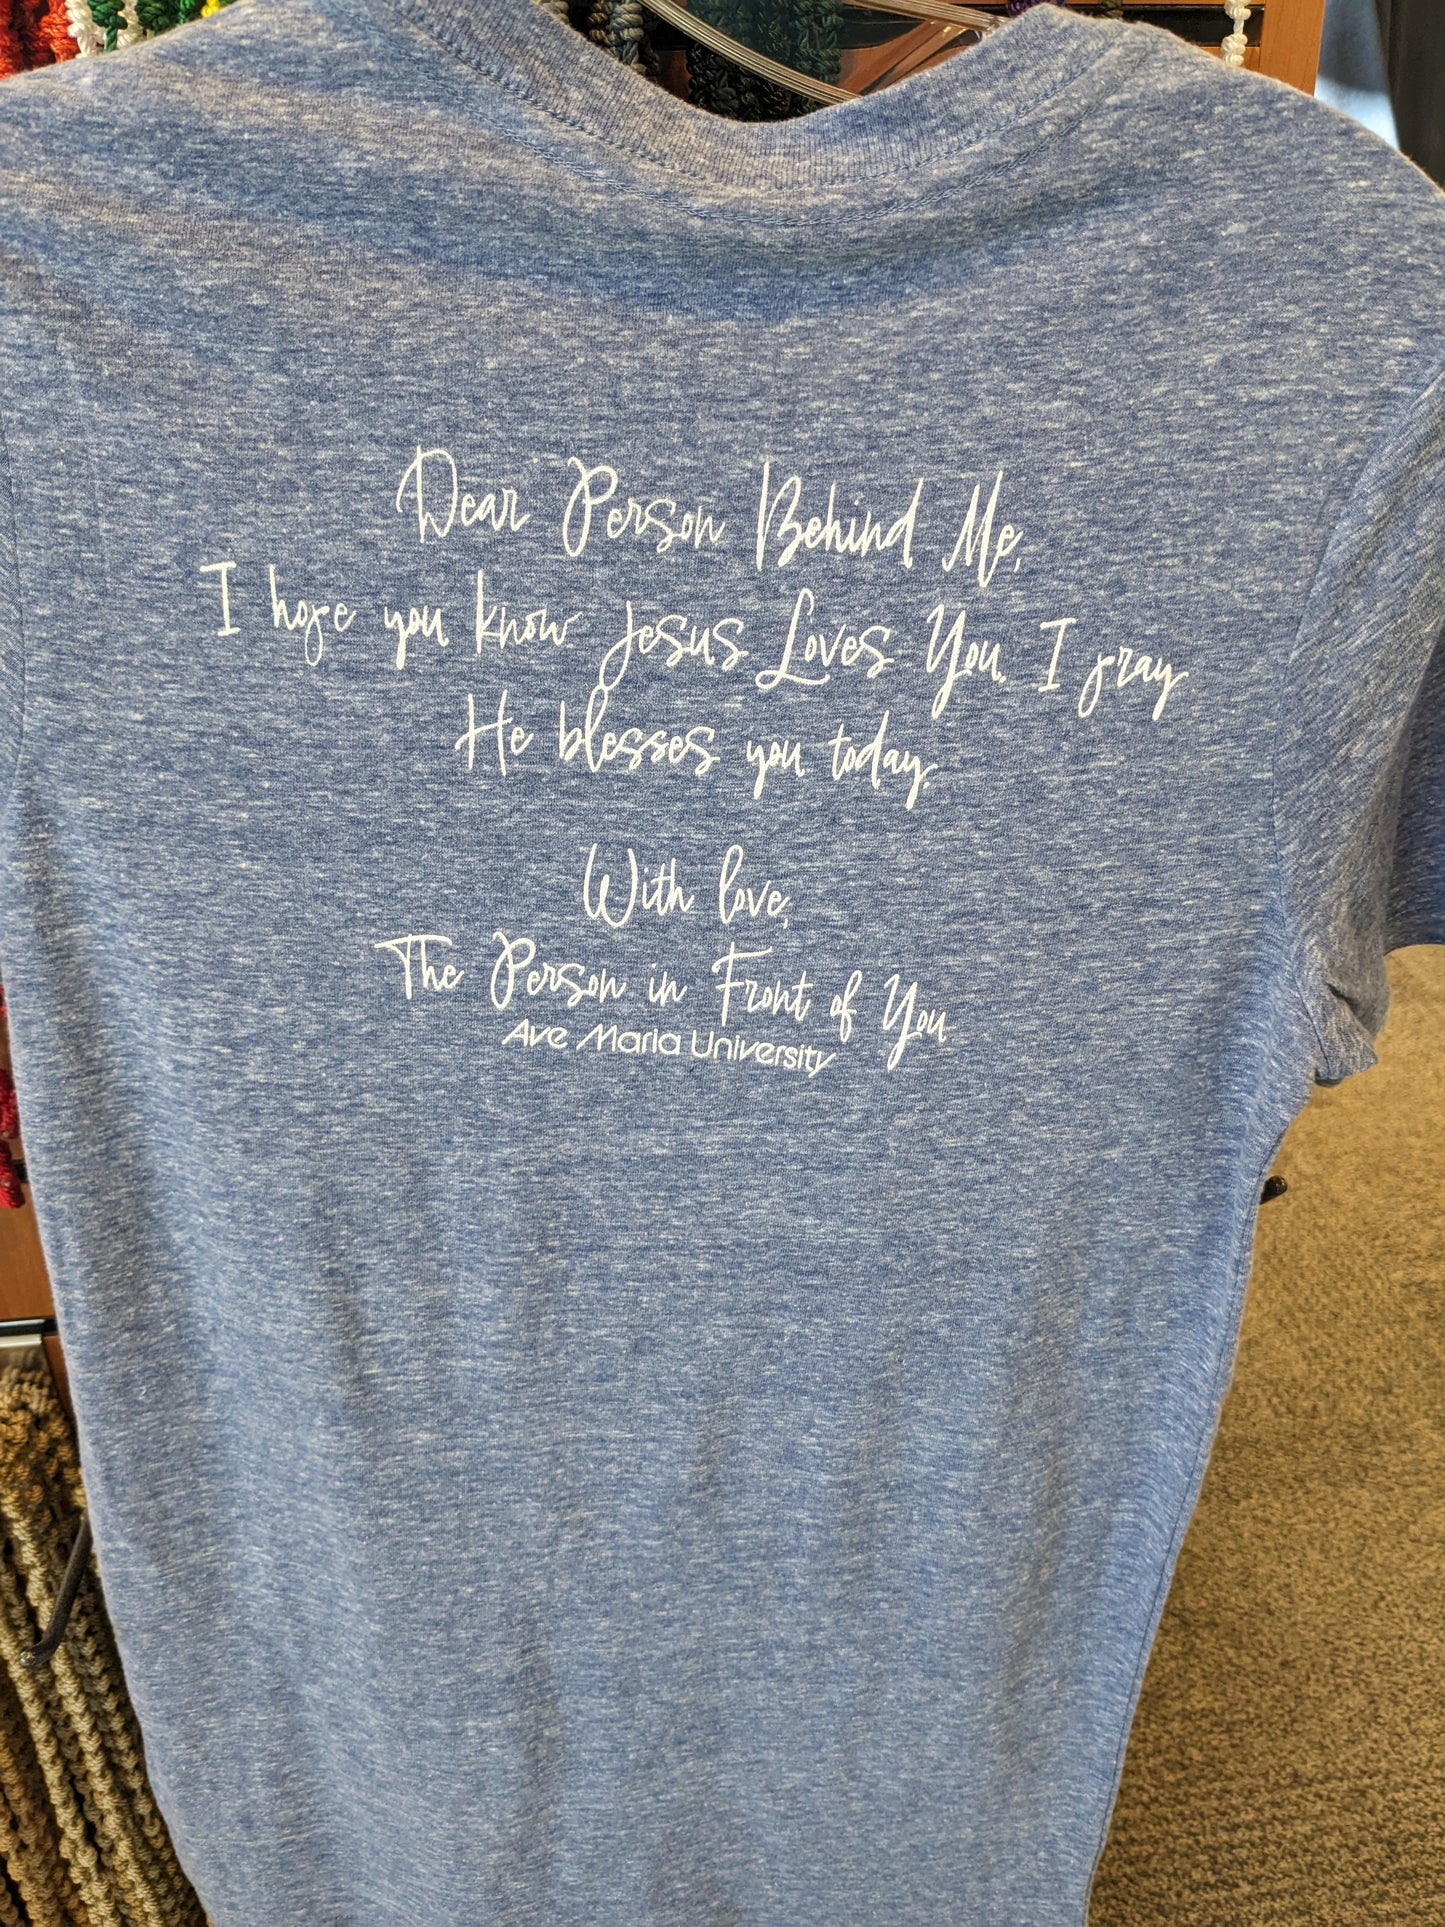 Dear Person Behind Me,
I hope you know Jesus Loves You. I pray
He blesses you today.
With love,
The Person in Front of You
Ave Maria University